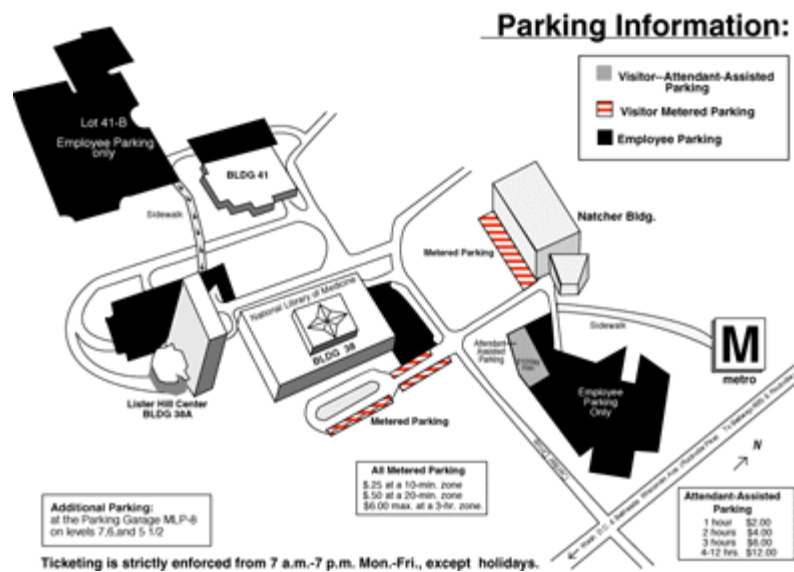 Parking Information:
Visitor--Attendant-Assisted
Parking
Visitor Metered Parking
Employee Parking
Lot 41-B
Employee Parking
only
BLDG 41
Sidewalk
Natcher Bldg.
Metered Parking
National Library of Medicine
BLDG 38
Attendant-
Assisted
Parking
Sidewalk
M
metro
Lister Hill Center
BLDG 38A
Metered Parking
Employee
Parking
Only
N
All Metered Parking
$.25 at a 10-min. zone
$.50 at a 20-min. zone
$6.00 max. at a 3-hr. zone.
Additional Parking:
at the Parking Garage MLP-8
on levels 7,6,and 5 1/2
Attendant-Assisted
Parking
1 hour $2.00
2 hours $4.00
3 hours $6.00
4-12 hrs. $12.00
Ticketing is strictly enforced from 7 a.m.-7 p.m. Mon.-Fri., except holidays.